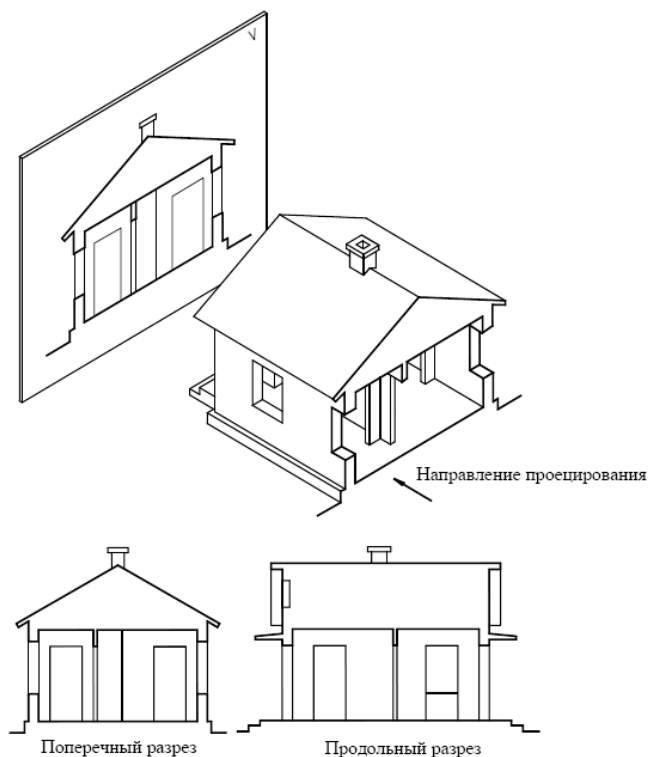 V
Направление проецирования
Поперечный разрез
Продольный разрез